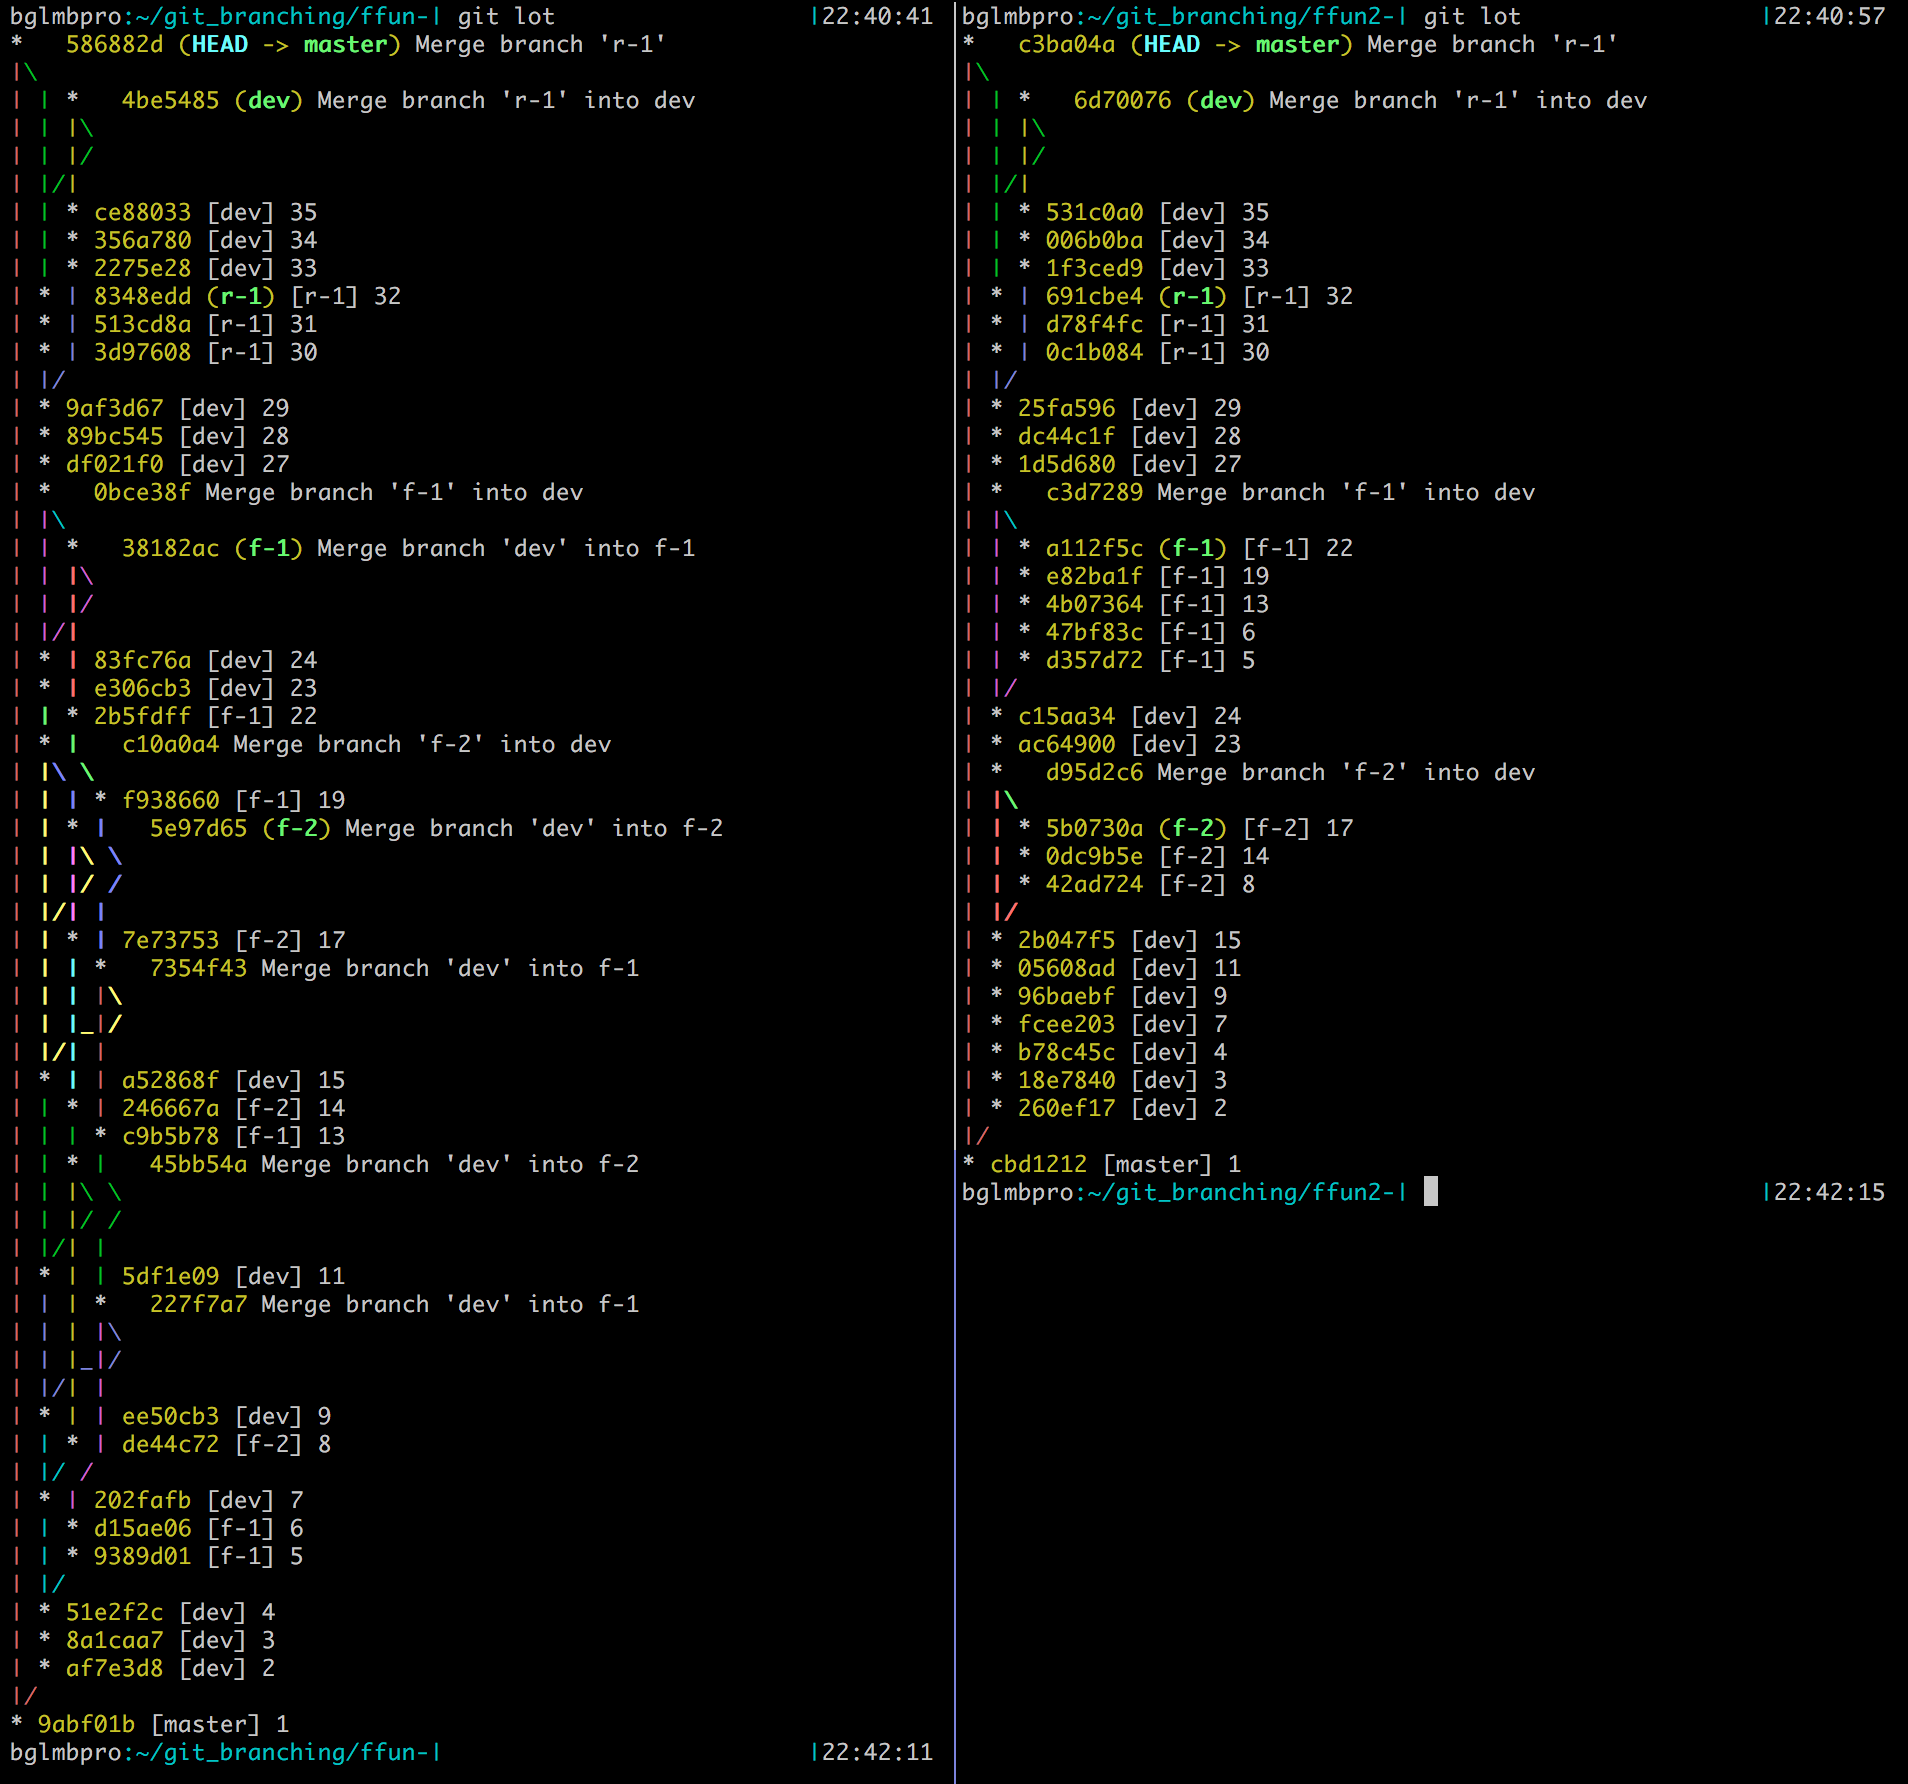 bglmbpro:~/git_branching/ffun-| git lot |22:40:41
*   586882d (HEAD -> master) Merge branch 'r-1'
|\
| | *   4be5485 (dev) Merge branch 'r-1' into dev
| | |\
| | |/
| |/|
| | * ce88033 [dev] 35
| | * 356a780 [dev] 34
| | * 2275e28 [dev] 33
| * | 8348edd (r-1) [r-1] 32
| * | 513cd8a [r-1] 31
| * | 3d97608 [r-1] 30
| |/
| * 9af3d67 [dev] 29
| * 89bc545 [dev] 28
| * df021f0 [dev] 27
| *   0bce38f Merge branch 'f-1' into dev
| |\
| | *   38182ac (f-1) Merge branch 'dev' into f-1
| | |\
| | |/
| |/|
| * | 83fc76a [dev] 24
| * | e306cb3 [dev] 23
| | * 2b5fdff [f-1] 22
| * |   c10a0a4 Merge branch 'f-2' into dev
| |\ \
| | | * f938660 [f-1] 19
| | * |   5e97d65 (f-2) Merge branch 'dev' into f-2
| | |\ \
| | |/ /
| |/| |
| | * | 7e73753 [f-2] 17
| | | *   7354f43 Merge branch 'dev' into f-1
| | | |\
| | |_|/
| |/| |
| * | | a52868f [dev] 15
| | * | 246667a [f-2] 14
| | | * c9b5b78 [f-1] 13
| | * |   45bb54a Merge branch 'dev' into f-2
| | |\ \
| | |/ /
| |/| |
| * | | 5df1e09 [dev] 11
| | | *   227f7a7 Merge branch 'dev' into f-1
| | | |\
| | |_|/
| |/| |
| * | | ee50cb3 [dev] 9
| | * | de44c72 [f-2] 8
| |/ /
| * | 202fafb [dev] 7
| | * d15ae06 [f-1] 6
| | * 9389d01 [f-1] 5
| |/
| * 51e2f2c [dev] 4
| * 8a1caa7 [dev] 3
| * af7e3d8 [dev] 2
|/
* 9abf01b [master] 1
bglmbpro:~/git_branching/ffun-| |22:42:11
bglmbpro:~/git_branching/ffun2-| git lot |22:40:57
*   c3ba04a (HEAD -> master) Merge branch 'r-1'
|\
| | *   6d70076 (dev) Merge branch 'r-1' into dev
| | |\
| | |/
| |/|
| | * 531c0a0 [dev] 35
| | * 006b0ba [dev] 34
| | * 1f3ced9 [dev] 33
| * | 691cbe4 (r-1) [r-1] 32
| * | d78f4fc [r-1] 31
| * | 0c1b084 [r-1] 30
| |/
| * 25fa596 [dev] 29
| * dc44c1f [dev] 28
| * 1d5d680 [dev] 27
| *   c3d7289 Merge branch 'f-1' into dev
| |\
| | * a112f5c (f-1) [f-1] 22
| | * e82ba1f [f-1] 19
| | * 4b07364 [f-1] 13
| | * 47bf83c [f-1] 6
| | * d357d72 [f-1] 5
| |/
| * c15aa34 [dev] 24
| * ac64900 [dev] 23
| *   d95d2c6 Merge branch 'f-2' into dev
| |\
| | * 5b0730a (f-2) [f-2] 17
| | * 0dc9b5e [f-2] 14
| | * 42ad724 [f-2] 8
| |/
| * 2b047f5 [dev] 15
| * 05608ad [dev] 11
| * 96baebf [dev] 9
| * fcee203 [dev] 7
| * b78c45c [dev] 4
| * 18e7840 [dev] 3
| * 260ef17 [dev] 2
|/
* cbd1212 [master] 1
bglmbpro:~/git_branching/ffun2-| |22:42:15